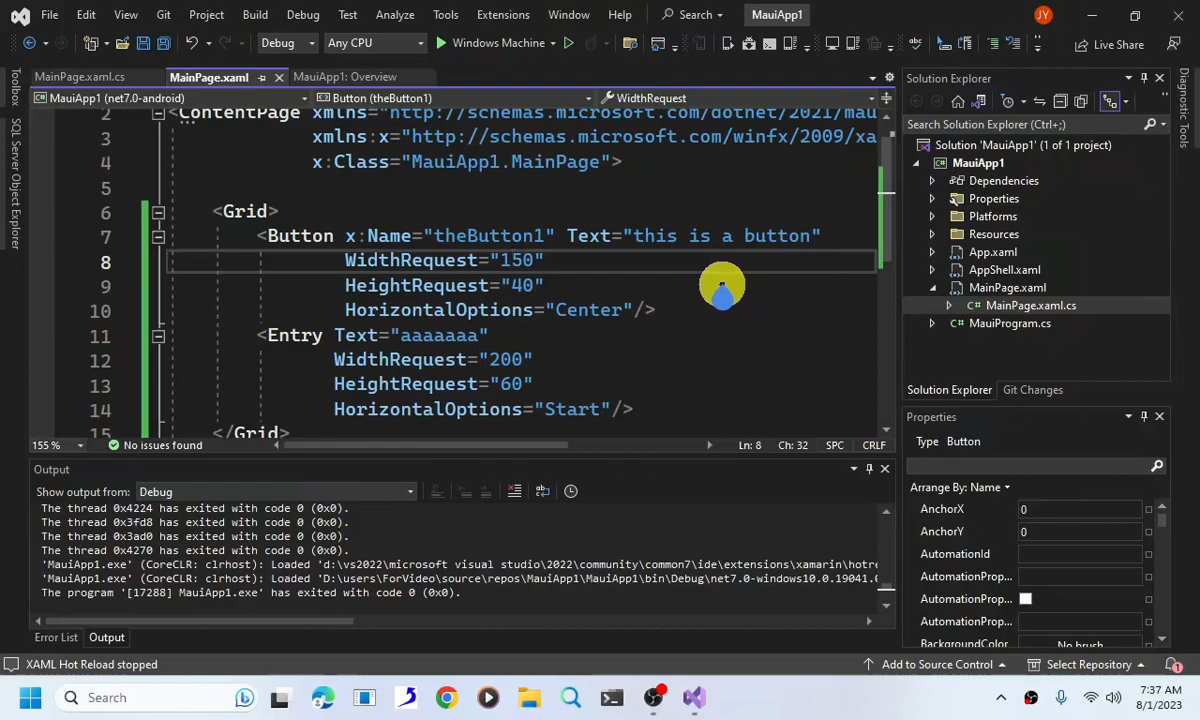 File Edit View Git Project Build Debug Test Analyze Tools Extensions Window Help Search MauiApp1 JY
Debug Any CPU Windows Machine Live Share
MainPage.xaml.cs MainPage.xaml MauiApp1: Overview
MauiApp1 (net7.0-android) Button (theButton1) WidthRequest
2 <ContentPage xmlns="http://schemas.microsoft.com/dotnet/2021/mau
3 xmlns:x="http://schemas.microsoft.com/winfx/2009/xa
4 x:Class="MauiApp1.MainPage">
5
6 <Grid>
7 <Button x:Name="theButton1" Text="this is a button"
8 WidthRequest="150"
9 HeightRequest="40"
10 HorizontalOptions="Center"/>
11 <Entry Text="aaaaaaa"
12 WidthRequest="200"
13 HeightRequest="60"
14 HorizontalOptions="Start"/>
15 </Grid>
155 % No issues found Ln: 8 Ch: 32 SPC CRLF
Output
Show output from: Debug
The thread 0x4224 has exited with code 0 (0x0).
The thread 0x3fd8 has exited with code 0 (0x0).
The thread 0x3ad0 has exited with code 0 (0x0).
The thread 0x4270 has exited with code 0 (0x0).
'MauiApp1.exe' (CoreCLR: clrhost): Loaded 'd:\vs2022\microsoft visual studio\2022\community\common7\ide\extensions\xamarin\hotre
'MauiApp1.exe' (CoreCLR: clrhost): Loaded 'D:\users\ForVideo\source\repos\MauiApp1\MauiApp1\bin\Debug\net7.0-windows10.0.19041.0
The program '[17288] MauiApp1.exe' has exited with code 0 (0x0).
Error List Output
XAML Hot Reload stopped Add to Source Control Select Repository 1
Toolbox
SQL Server Object Explorer
Solution Explorer
Search Solution Explorer (Ctrl+;)
Solution 'MauiApp1' (1 of 1 project)
MauiApp1
Dependencies
Properties
Platforms
Resources
App.xaml
AppShell.xaml
MainPage.xaml
C# MainPage.xaml.cs
C# MauiProgram.cs
Solution Explorer Git Changes
Properties
Type Button
Arrange By: Name
AnchorX 0
AnchorY 0
AutomationId
AutomationProp...
AutomationProp...
AutomationProp...
BackgroundColor No brush
Diagnostic Tools
Search
7:37 AM
8/1/2023